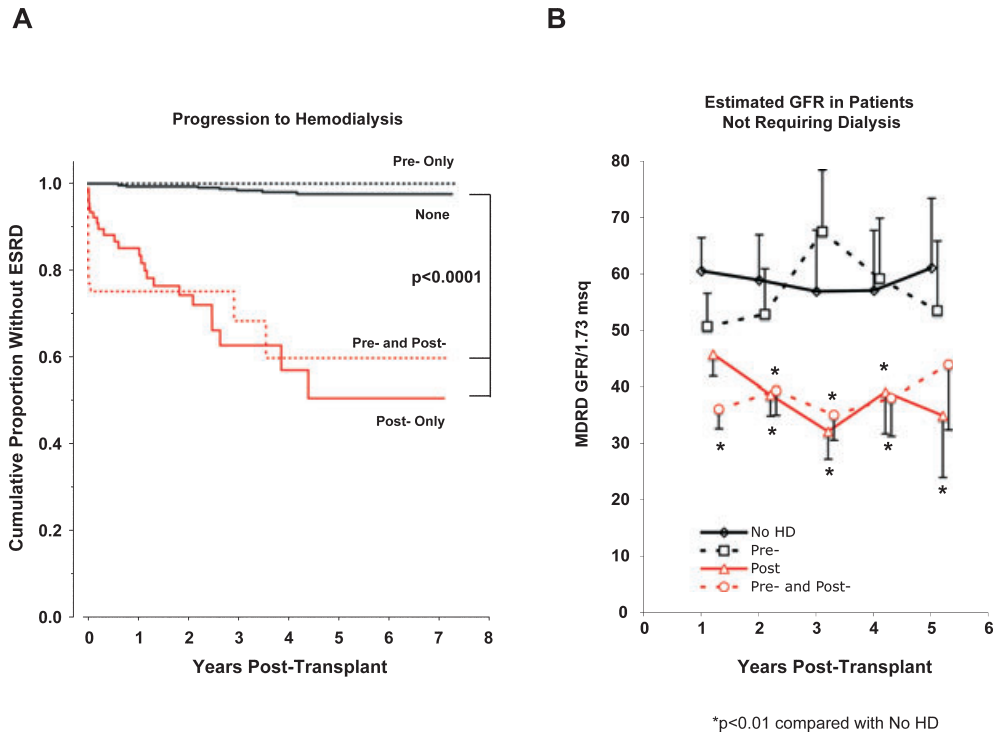 A
Progression to Hemodialysis
Cumulative Proportion Without ESRD
1.0
0.8
0.6
0.4
0.2
0.0
Pre- Only
None
p<0.0001
Pre- and Post-
Post- Only
0 1 2 3 4 5 6 7 8
Years Post-Transplant
B
Estimated GFR in Patients
Not Requiring Dialysis
MDRD GFR/1.73 msq
80
70
60
50
40
30
20
10
0
* * *
* * * * *
No HD
Pre-
Post
Pre- and Post-
0 1 2 3 4 5 6
Years Post-Transplant
*p<0.01 compared with No HD